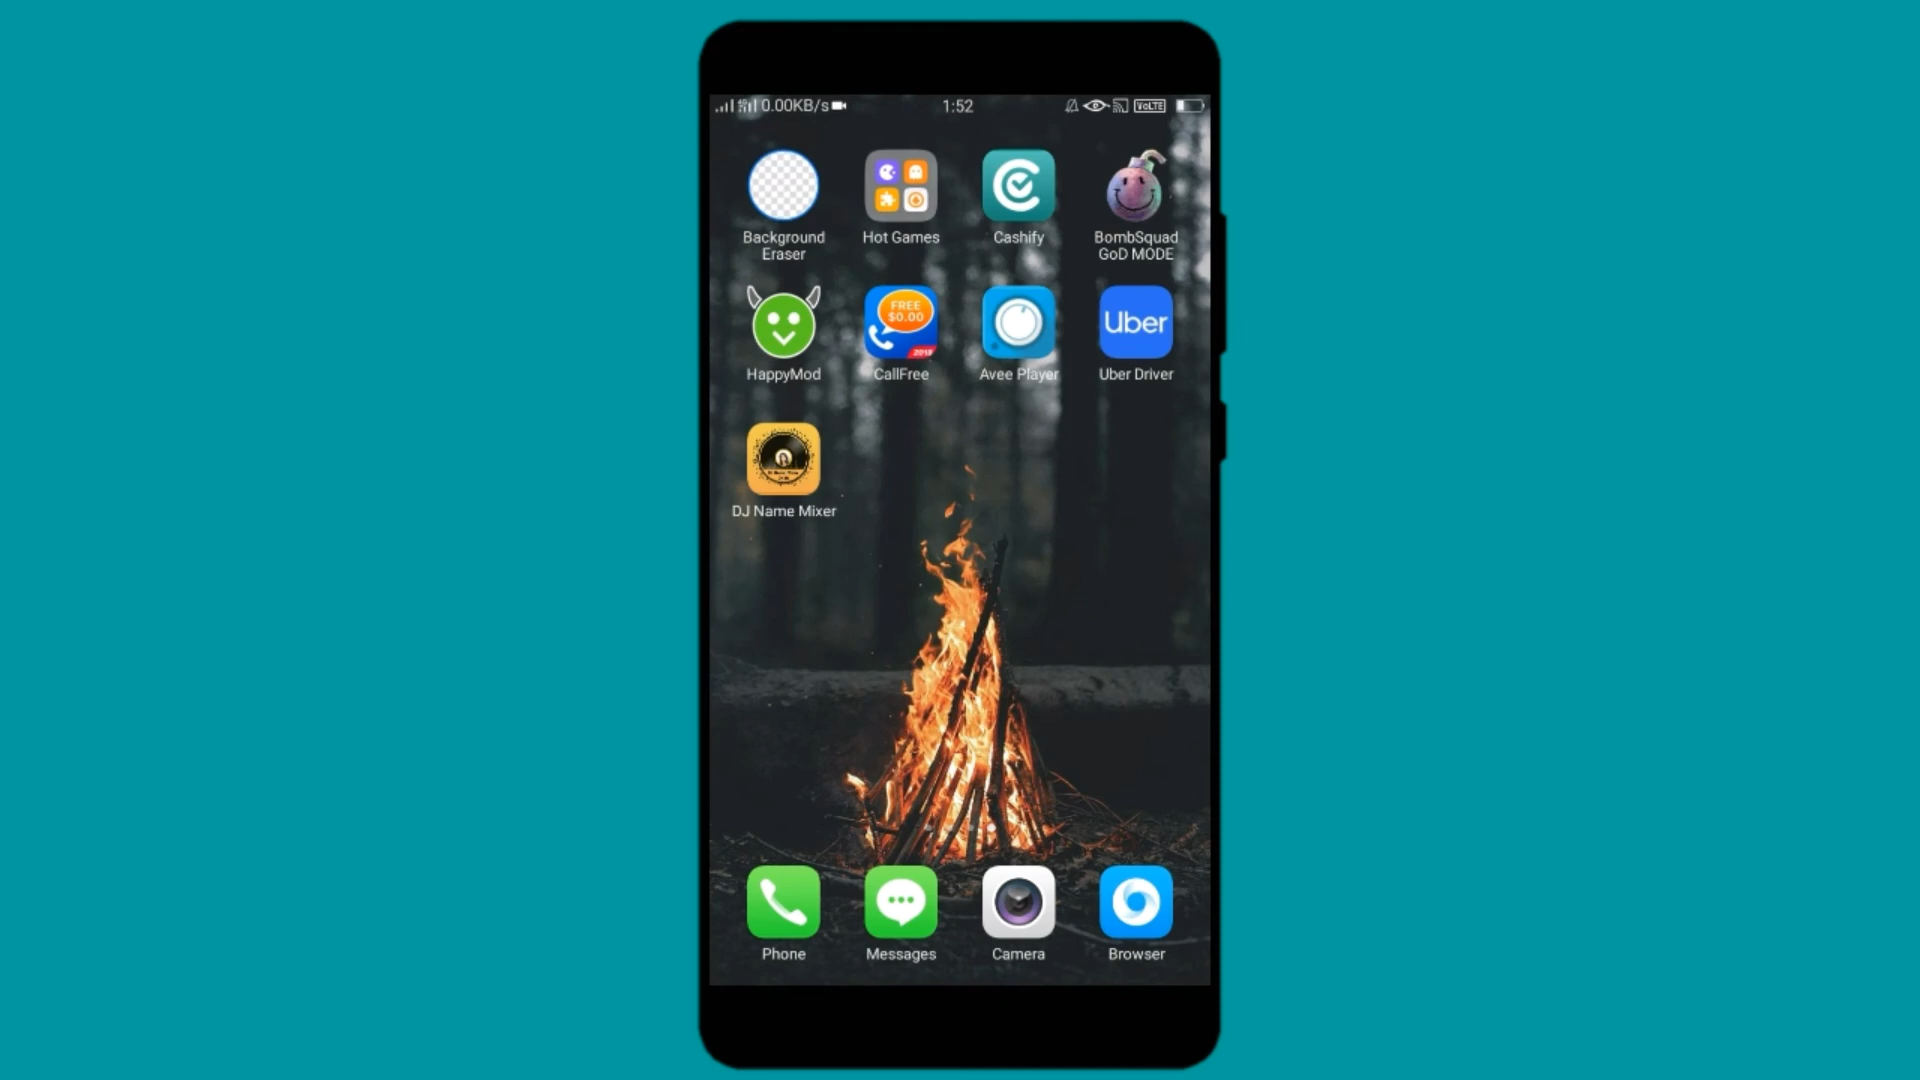 0.00KB/s
1:52
VoLTE
Background
Eraser
Hot Games
Cashify
BombSquad
GoD MODE
FREE
$0.00
2019
Uber
HappyMod
CallFree
Avee Player
Uber Driver
DJ Name Mixer
Phone
Messages
Camera
Browser